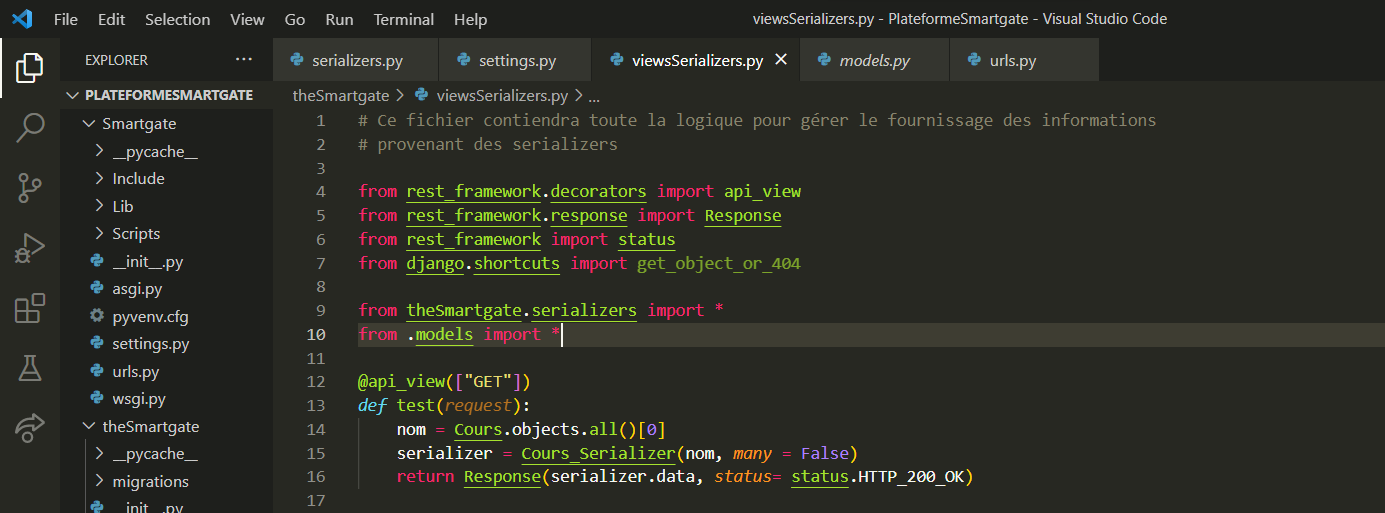 File Edit Selection View Go Run Terminal Help viewsSerializers.py - PlateformeSmartgate - Visual Studio Code
EXPLORER ··· serializers.py settings.py viewsSerializers.py models.py urls.py
PLATEFORMESMARTGATE
theSmartgate > viewsSerializers.py > ...
Smartgate
__pycache__
Include
Lib
Scripts
__init__.py
asgi.py
pyvenv.cfg
settings.py
urls.py
wsgi.py
theSmartgate
__pycache__
migrations
__init__.py
1 # Ce fichier contiendra toute la logique pour gérer le fournissage des informations
2 # provenant des serializers
3
4 from rest_framework.decorators import api_view
5 from rest_framework.response import Response
6 from rest_framework import status
7 from django.shortcuts import get_object_or_404
8
9 from theSmartgate.serializers import *
10 from .models import *
11
12 @api_view(["GET"])
13 def test(request):
14     nom = Cours.objects.all()[0]
15     serializer = Cours_Serializer(nom, many = False)
16     return Response(serializer.data, status= status.HTTP_200_OK)
17